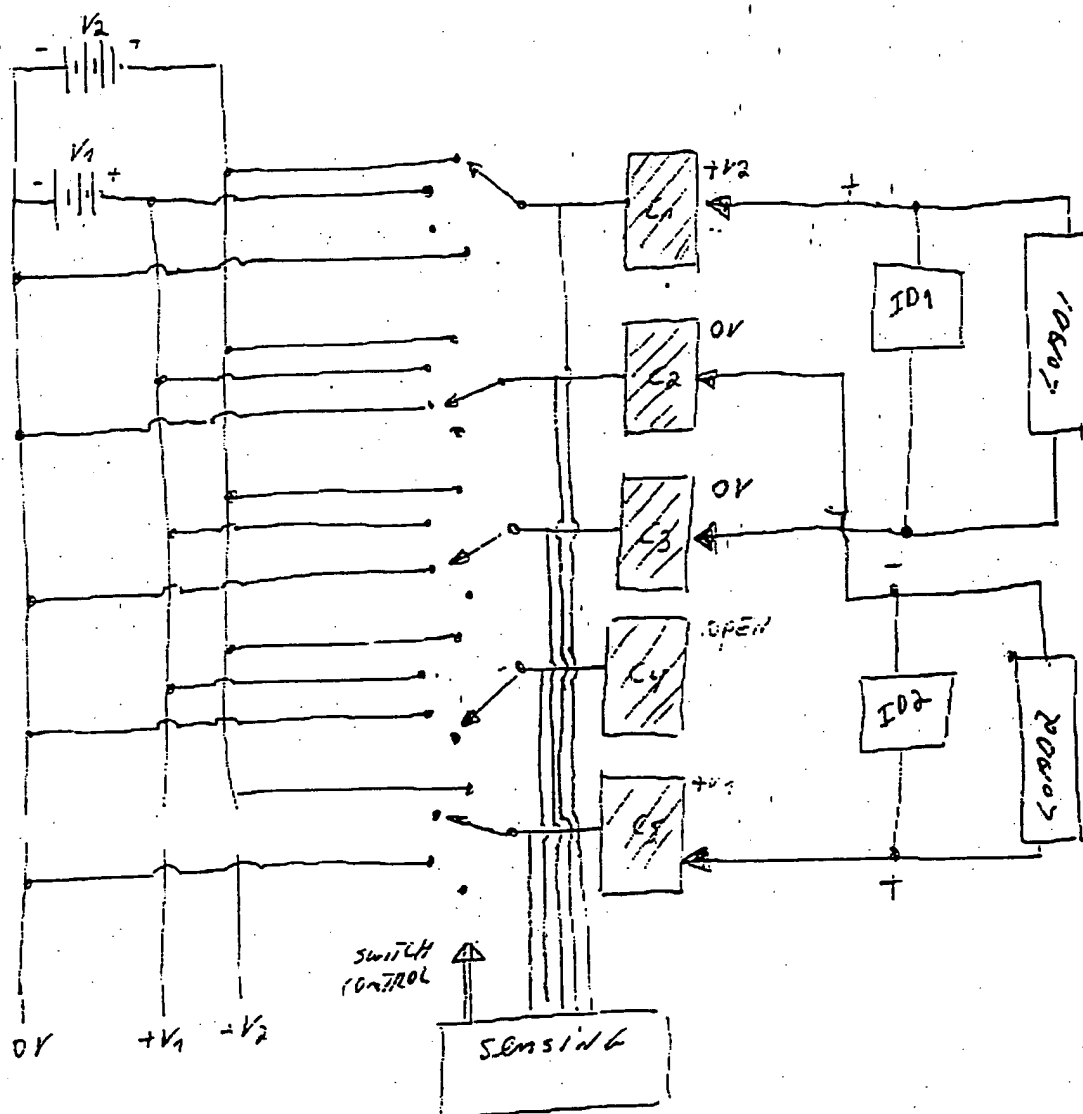 V2
- +
V1
- +
C1
+V2
+
ID1
LOAD1
C2
0V
C3
0V
-
C4
OPEN
ID2
LOAD2
C5
+V1
+
SWITCH
CONTROL
0V
+V1
+V2
SENSING